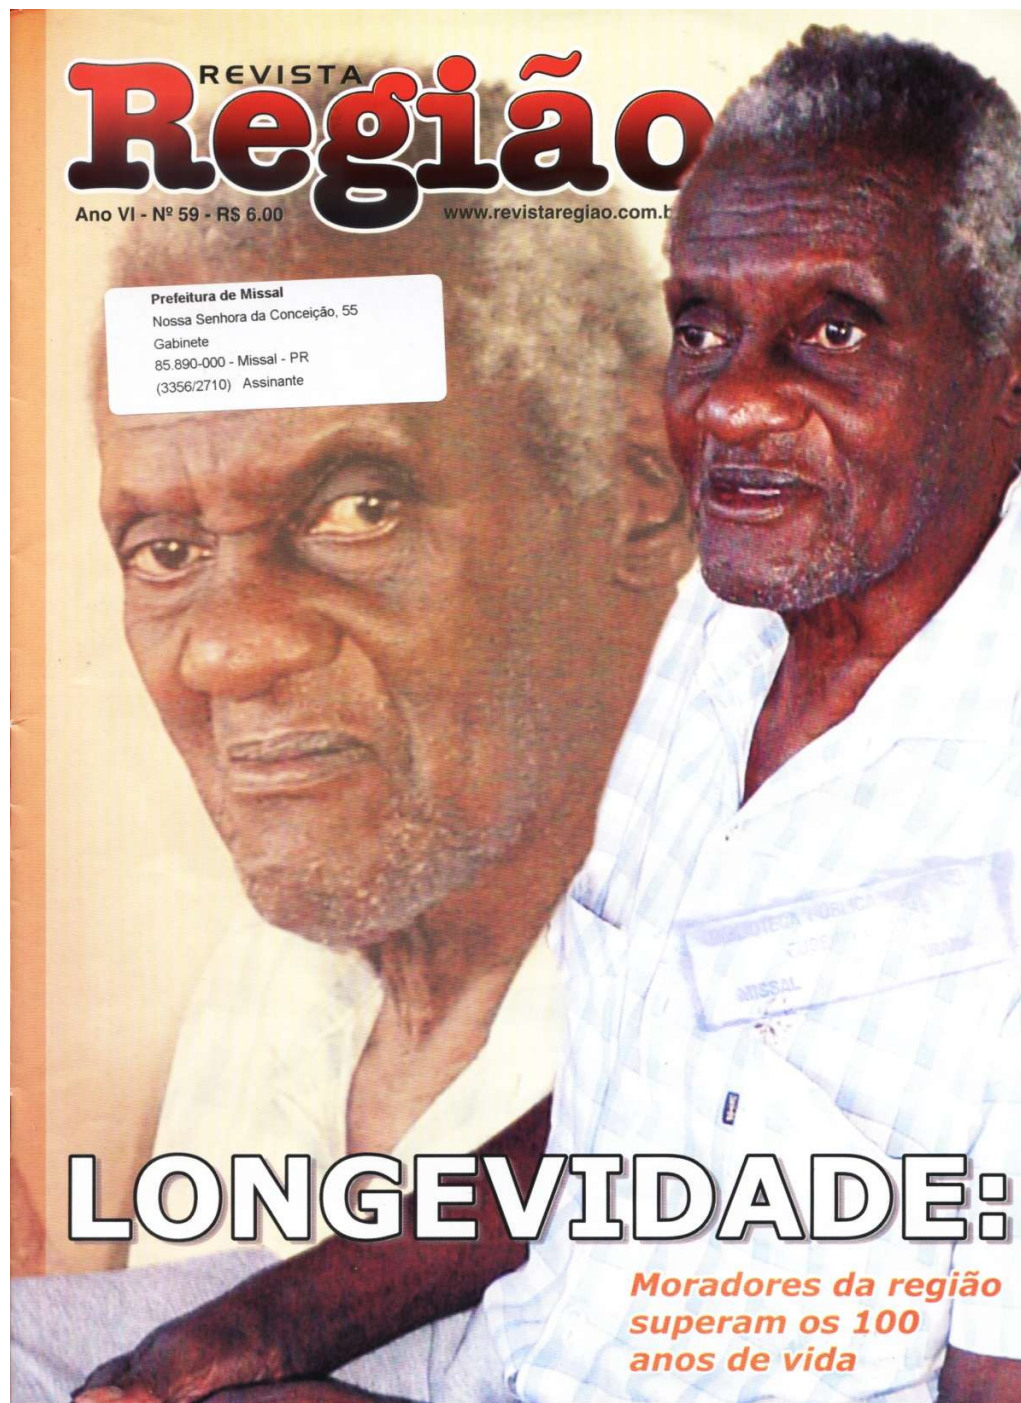 REVISTA
Região
Ano VI - Nº 59 - R$ 6.00
www.revistaregiao.com.b
Prefeitura de Missal
Nossa Senhora da Conceição, 55
Gabinete
85.890-000 - Missal - PR
(3356/2710) Assinante
BIBLIOTECA PÚBLICA
MISSAL
LONGEVIDADE:
Moradores da região
superam os 100
anos de vida